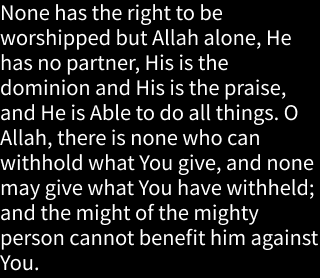 None has the right to be
worshipped but Allah alone, He
has no partner, His is the
dominion and His is the praise,
and He is Able to do all things. O
Allah, there is none who can
withhold what You give, and none
may give what You have withheld;
and the might of the mighty
person cannot benefit him against
You.